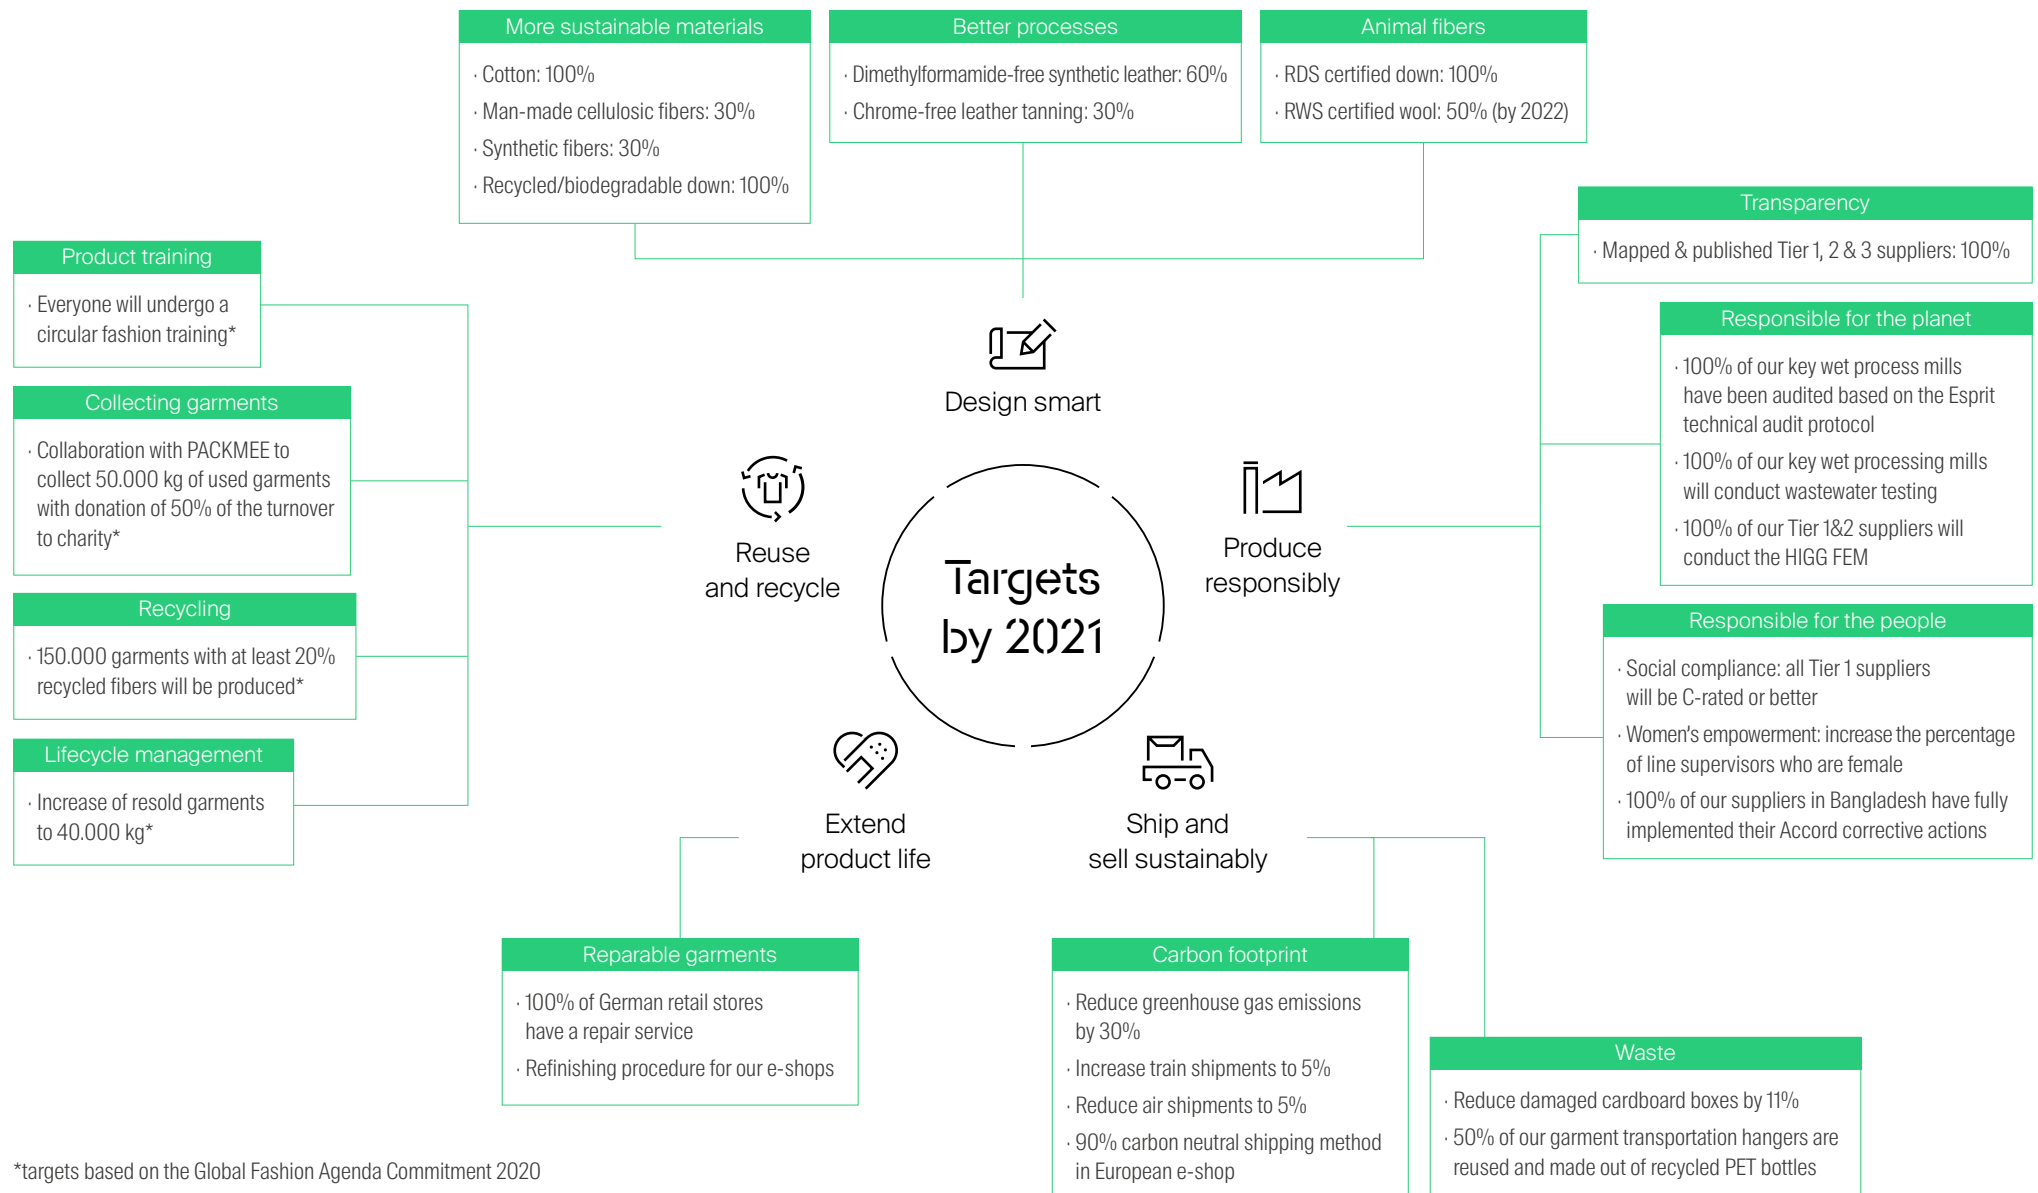 More sustainable materials
· Cotton: 100%
· Man-made cellulosic fibers: 30%
· Synthetic fibers: 30%
· Recycled/biodegradable down: 100%
Better processes
· Dimethylformamide-free synthetic leather: 60%
· Chrome-free leather tanning: 30%
Animal fibers
· RDS certified down: 100%
· RWS certified wool: 50% (by 2022)
Transparency
· Mapped & published Tier 1, 2 & 3 suppliers: 100%
Responsible for the planet
· 100% of our key wet process mills
have been audited based on the Esprit
technical audit protocol
· 100% of our key wet processing mills
will conduct wastewater testing
· 100% of our Tier 1&2 suppliers will
conduct the HIGG FEM
Responsible for the people
· Social compliance: all Tier 1 suppliers
will be C-rated or better
· Women's empowerment: increase the percentage
of line supervisors who are female
· 100% of our suppliers in Bangladesh have fully
implemented their Accord corrective actions
Product training
· Everyone will undergo a
circular fashion training*
Collecting garments
· Collaboration with PACKMEE to
collect 50.000 kg of used garments
with donation of 50% of the turnover
to charity*
Recycling
· 150.000 garments with at least 20%
recycled fibers will be produced*
Lifecycle management
· Increase of resold garments
to 40.000 kg*
Design smart
Reuse
and recycle
Targets
by 2021
Produce
responsibly
Extend
product life
Ship and
sell sustainably
Reparable garments
· 100% of German retail stores
have a repair service
· Refinishing procedure for our e-shops
Carbon footprint
· Reduce greenhouse gas emissions
by 30%
· Increase train shipments to 5%
· Reduce air shipments to 5%
· 90% carbon neutral shipping method
in European e-shop
Waste
· Reduce damaged cardboard boxes by 11%
· 50% of our garment transportation hangers are
reused and made out of recycled PET bottles
*targets based on the Global Fashion Agenda Commitment 2020